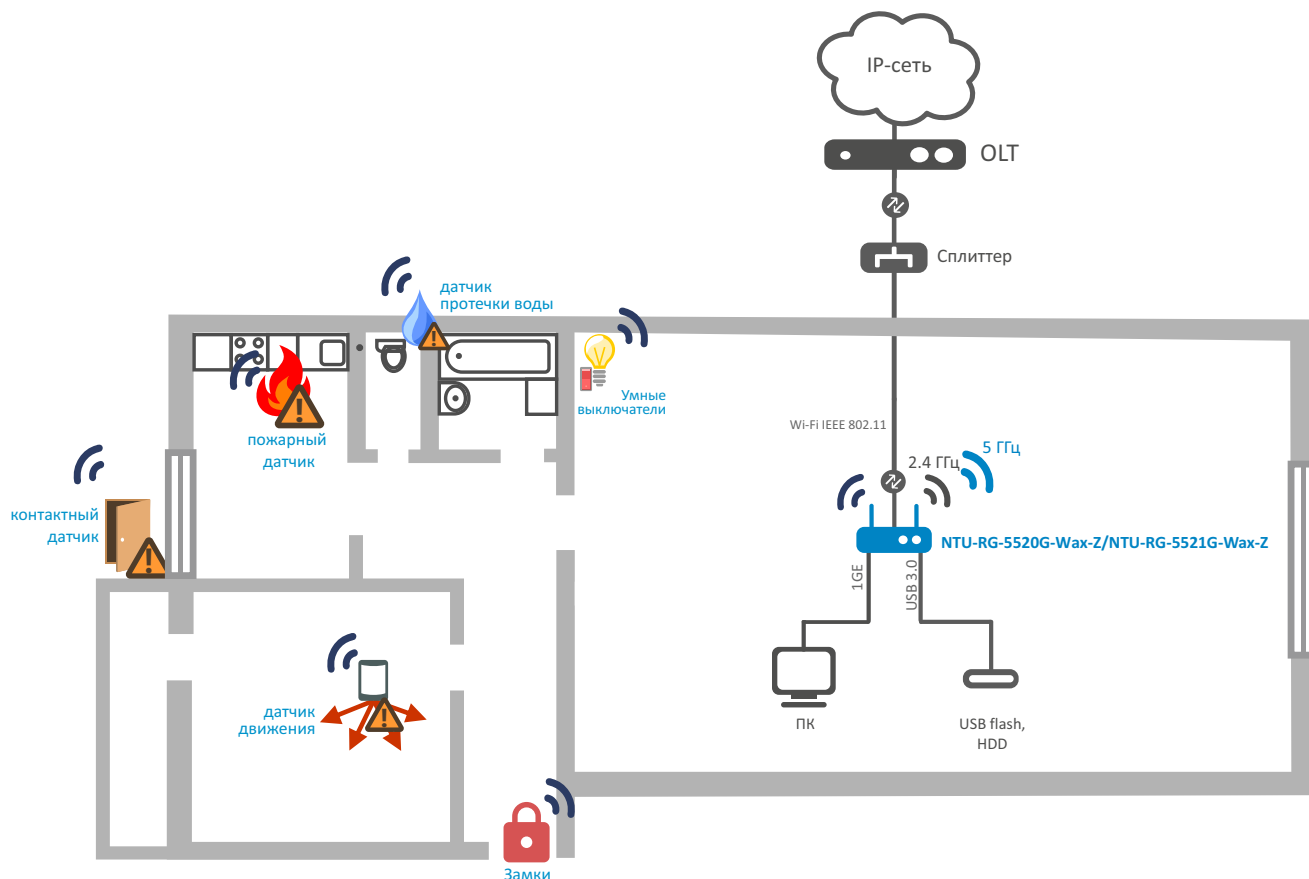 IP-сеть
OLT
Сплиттер
датчик
протечки воды
Умные
выключатели
пожарный
датчик
Wi-Fi IEEE 802.11
2.4 ГГц
5 ГГц
контактный
датчик
NTU-RG-5520G-Wax-Z/NTU-RG-5521G-Wax-Z
1GE
USB 3.0
датчик
движения
ПК
USB flash,
HDD
Замки